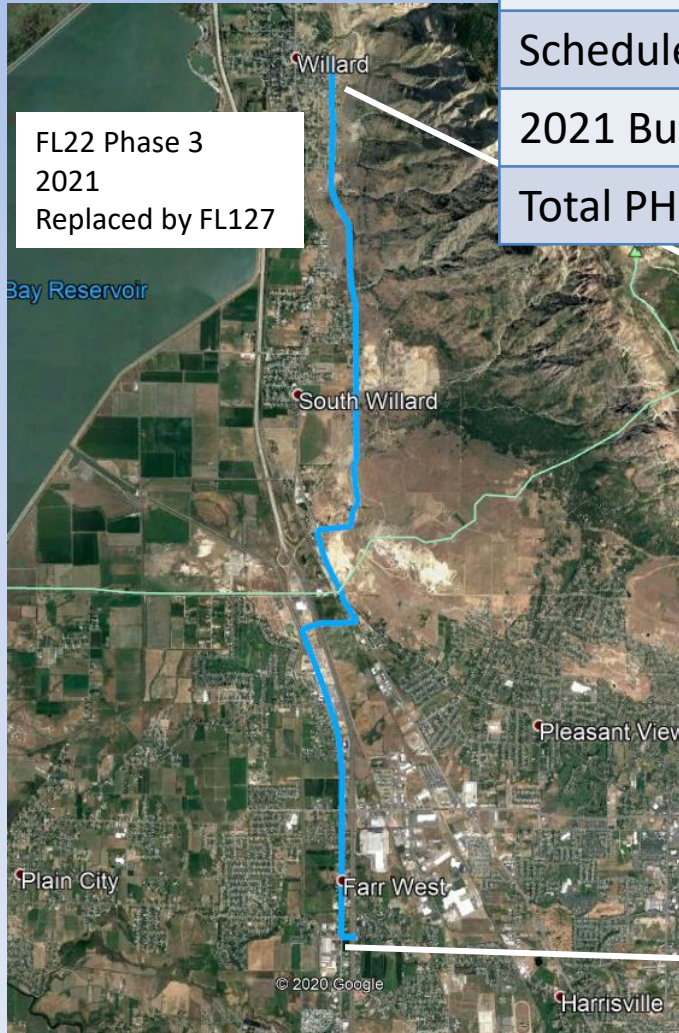 Willard
Schedule
2021 Bu
Total PH
FL22 Phase 3
2021
Replaced by FL127
Bay Reservoir
South Willard
Pleasant View
Plain City
Farr West
© 2020 Google
Harrisville